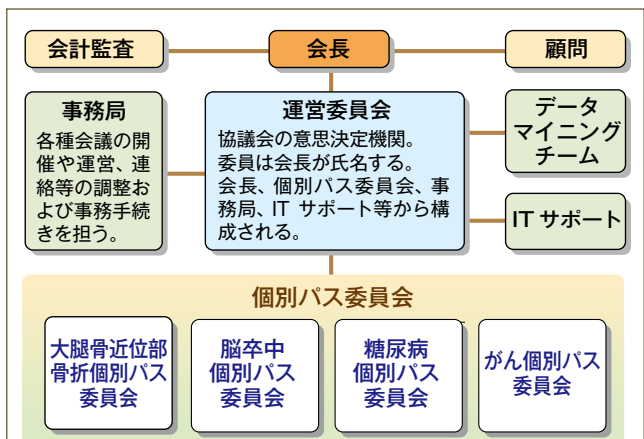 会計監査
会長
顧問
事務局
各種会議の開
催や運営、連
絡等の調整お
よび事務手続
きを担う。
運営委員会
協議会の意思決定機関。
委員は会長が氏名する。
会長、個別パス委員会、事
務局、IT サポート等から構
成される。
データ
マイニング
チーム
IT サポート
個別パス委員会
大腿骨近位部
骨折個別パス
委員会
脳卒中
個別パス
委員会
糖尿病
個別パス
委員会
がん個別パス
委員会